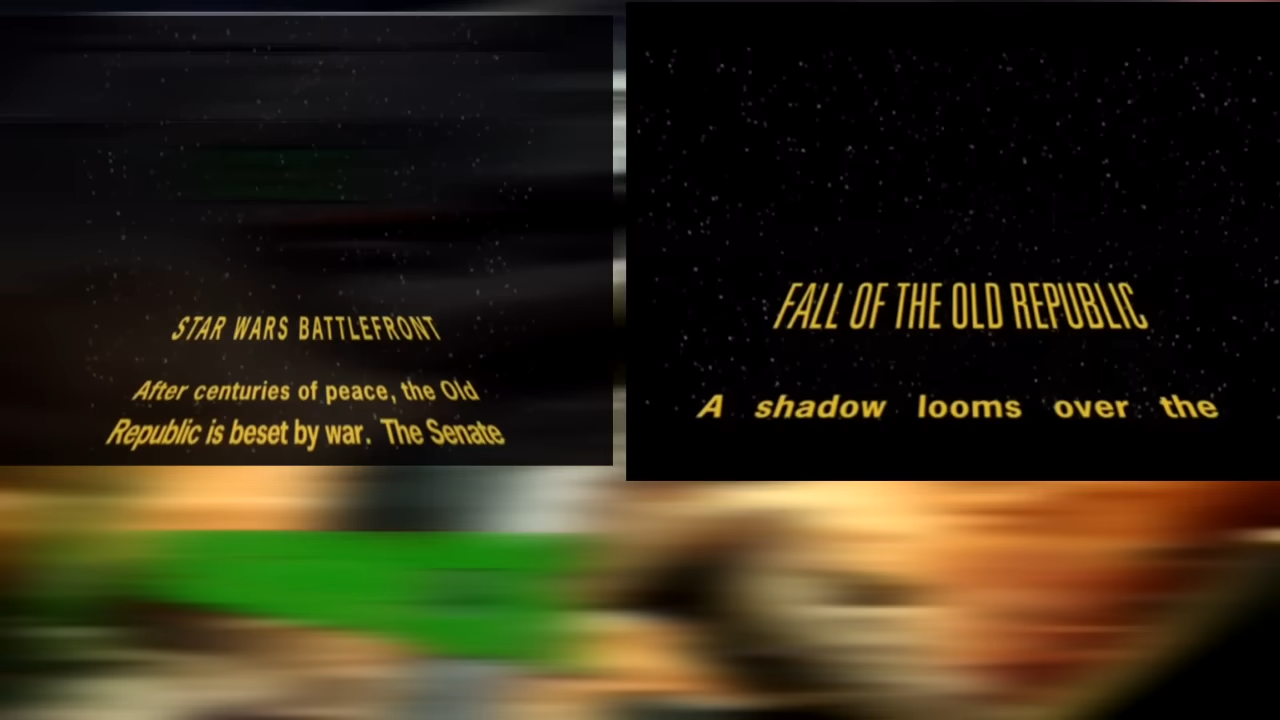 STAR WARS BATTLEFRONT
After centuries of peace, the Old
Republic is beset by war. The Senate
FALL OF THE OLD REPUBLIC
A shadow looms over the